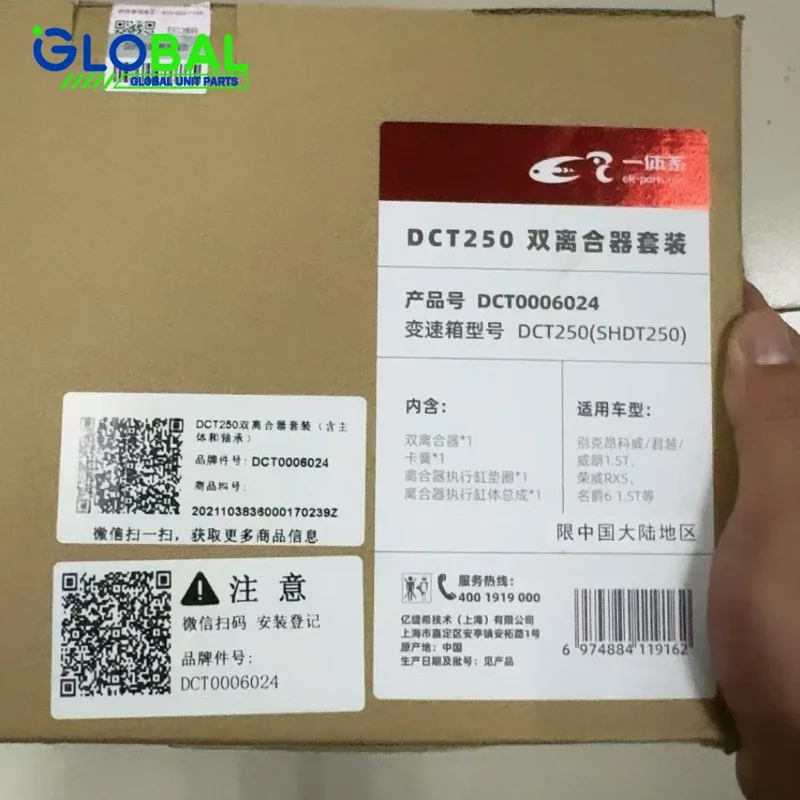 GLOBAL
GLOBAL UNIT PARTS
一体系
DCT250 双离合器套装
产品号 DCT0006024
变速箱型号 DCT250(SHDT250)
内含：
双离合器*1
卡簧*1
离合器执行缸垫圈*1
离合器执行缸体总成*1
适用车型：
别克昂科威/君越/
威朗1.5T、
荣威RX5、
名爵6 1.5T等
限中国大陆地区
服务热线：
400 1919 000
亿缇希技术（上海）有限公司
上海市嘉定区安亭镇安拓路1号
原产地：中国
生产日期及批号：见产品
6 974884 119162
DCT250双离合器套装（含主
体和轴承）
品牌件号：DCT0006024
商品码号：
2021103836000170239Z
微信扫一扫，获取更多商品信息
注 意
微信扫码 安装登记
品牌件号：
DCT0006024